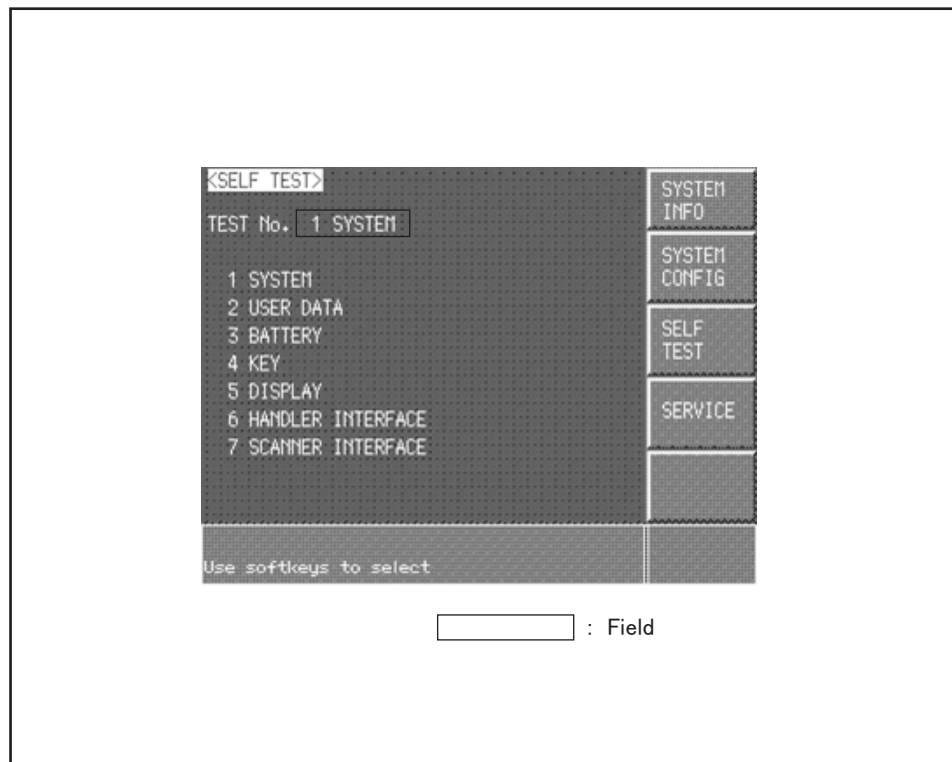 <SELF TEST>
TEST No. 1 SYSTEM
1 SYSTEM
2 USER DATA
3 BATTERY
4 KEY
5 DISPLAY
6 HANDLER INTERFACE
7 SCANNER INTERFACE
SYSTEM
INFO
SYSTEM
CONFIG
SELF
TEST
SERVICE
Use softkeys to select
: Field